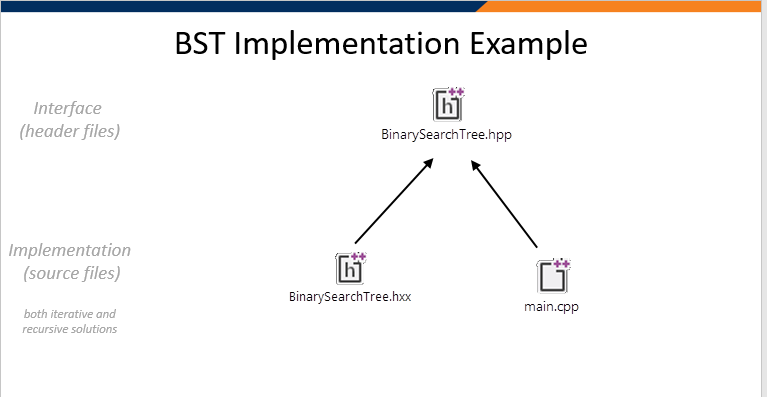 BST Implementation Example
Interface
(header files)
h++
BinarySearchTree.hpp
Implementation
(source files)
h++
BinarySearchTree.hxx
++
main.cpp
both iterative and
recursive solutions